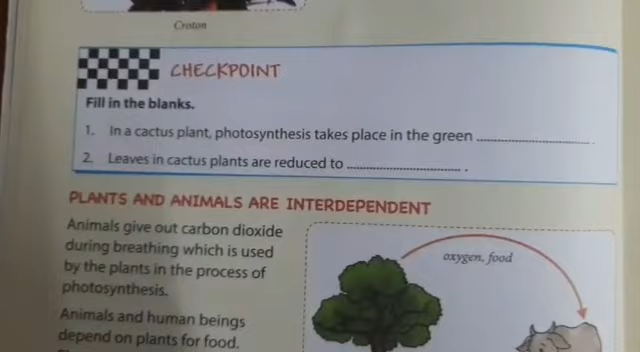 Croton
CHECKPOINT
Fill in the blanks.
1. In a cactus plant, photosynthesis takes place in the green ............................ .
2. Leaves in cactus plants are reduced to ............................ .
PLANTS AND ANIMALS ARE INTERDEPENDENT
Animals give out carbon dioxide
during breathing which is used
by the plants in the process of
photosynthesis.
Animals and human beings
depend on plants for food.
oxygen, food